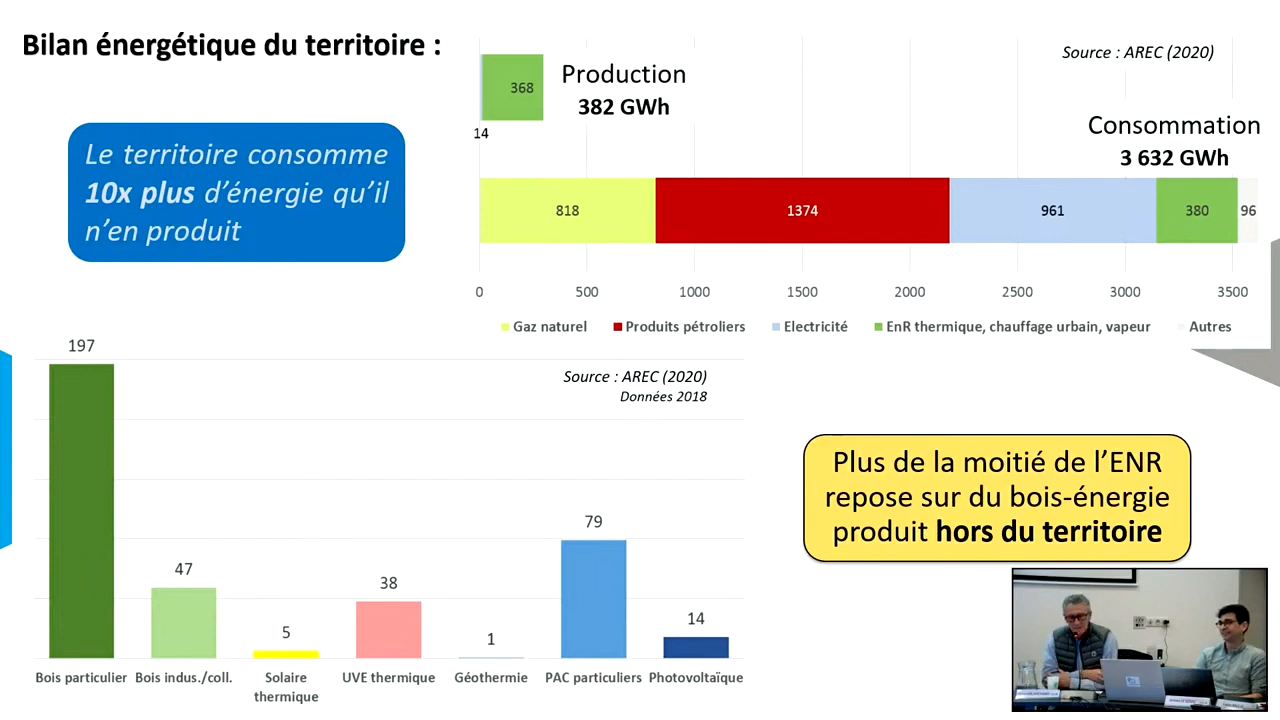 Bilan énergétique du territoire :
Source : AREC (2020)
368
Production
382 GWh
14
Consommation
3 632 GWh
Le territoire consomme
10x plus d'énergie qu'il
n'en produit
818
1374
961
380
96
0
500
1000
1500
2000
2500
3000
3500
Gaz naturel
Produits pétroliers
Electricité
EnR thermique, chauffage urbain, vapeur
Autres
Source : AREC (2020)
Données 2018
197
47
5
38
1
79
14
Bois particulier
Bois indus./coll.
Solaire
thermique
UVE thermique
Géothermie
PAC particuliers
Photovoltaïque
Plus de la moitié de l'ENR
repose sur du bois-énergie
produit hors du territoire